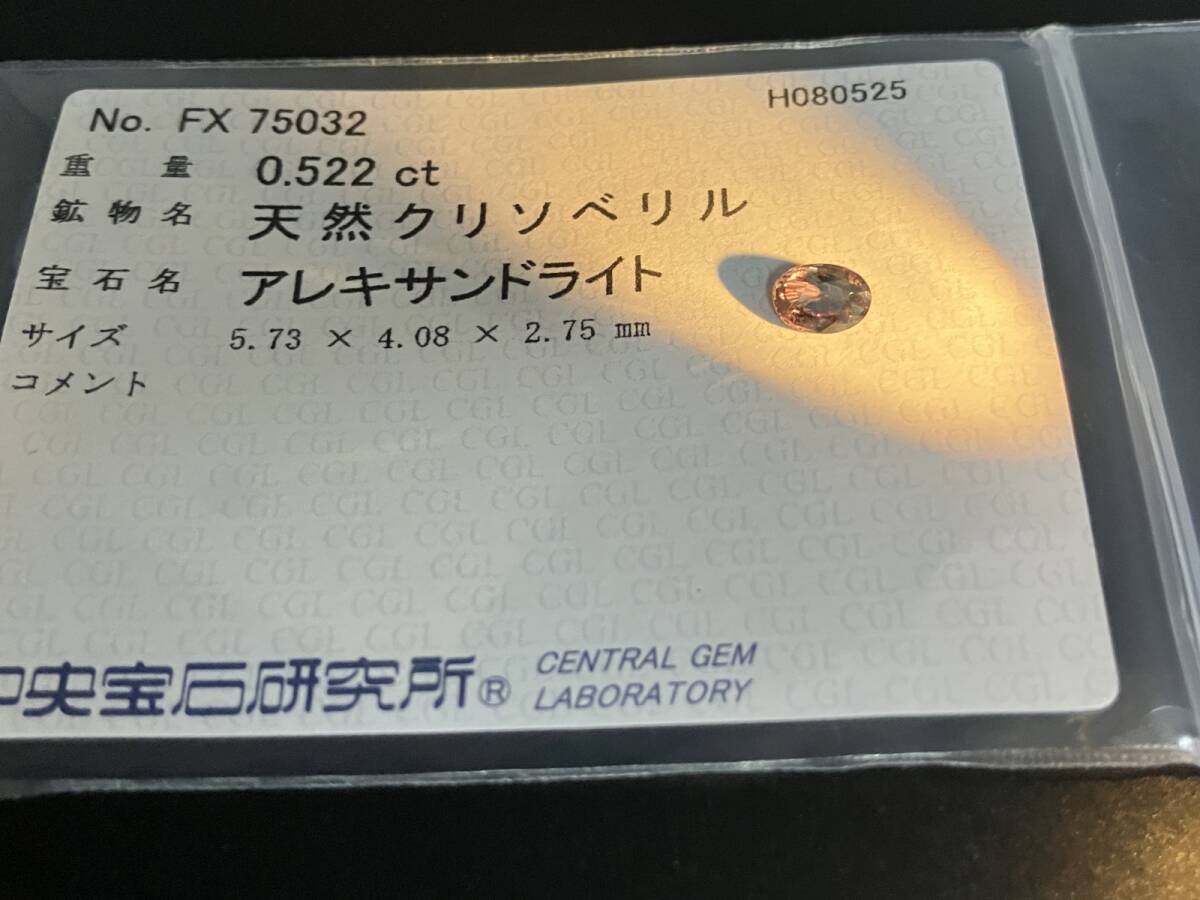 No. FX 75032
H080525
重量 0.522 ct
鉱物名 天然クリソベリル
宝石名 アレキサンドライト
サイズ 5.73 × 4.08 × 2.75 mm
コメント
中央宝石研究所® CENTRAL GEM
LABORATORY